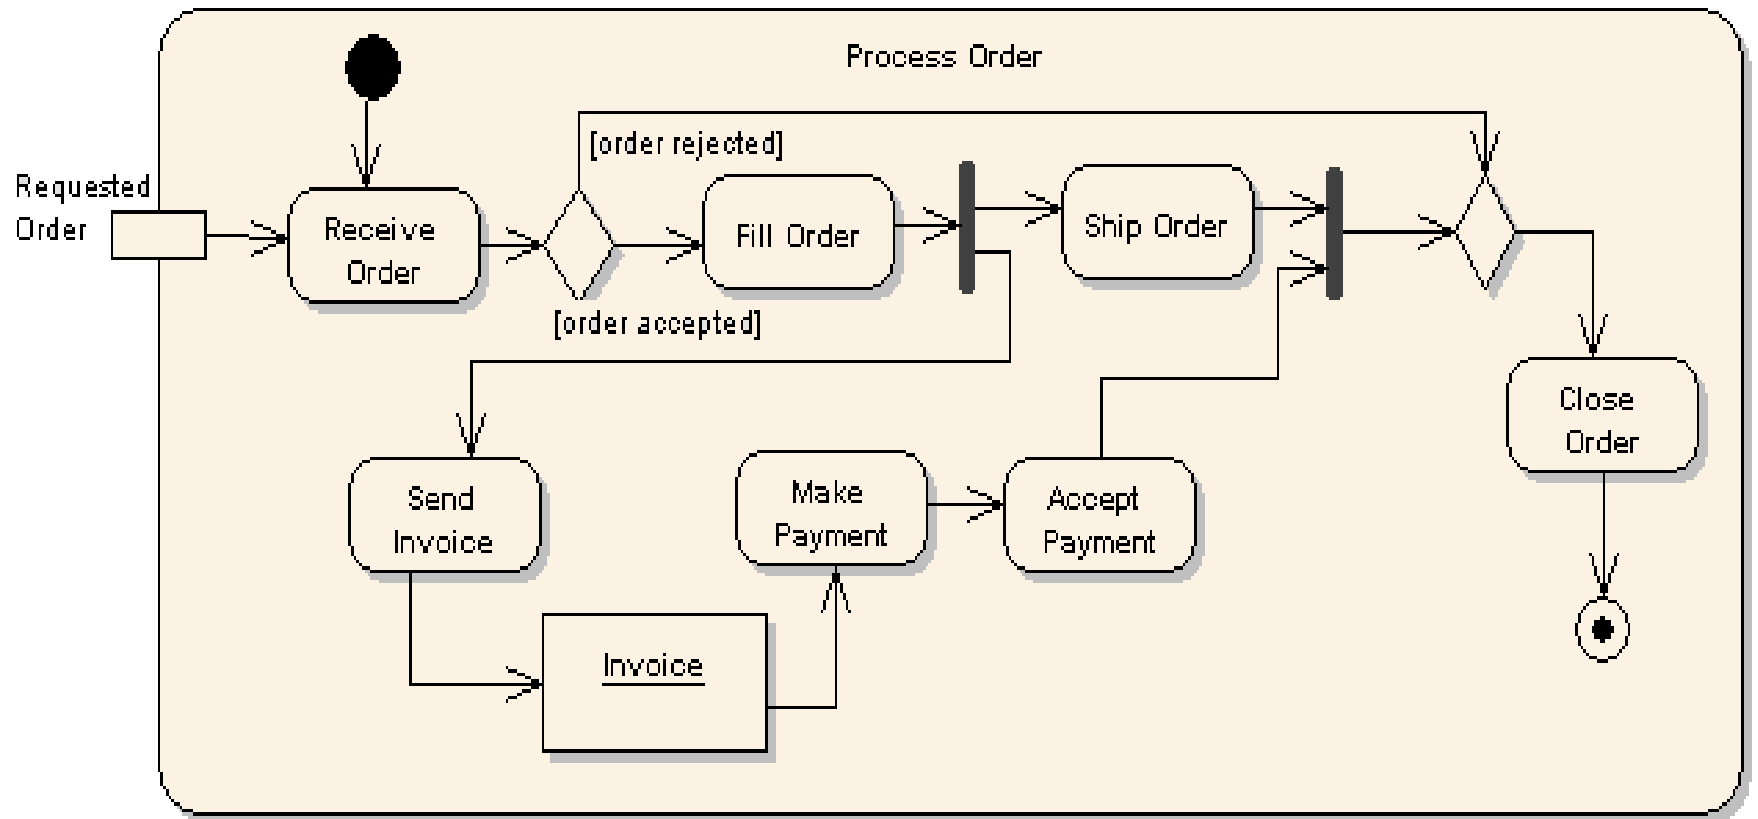 Process Order
[order rejected]
Requested
Order
Receive
Order
Fill Order
Ship Order
[order accepted]
Close
Order
Send
Invoice
Make
Payment
Accept
Payment
Invoice